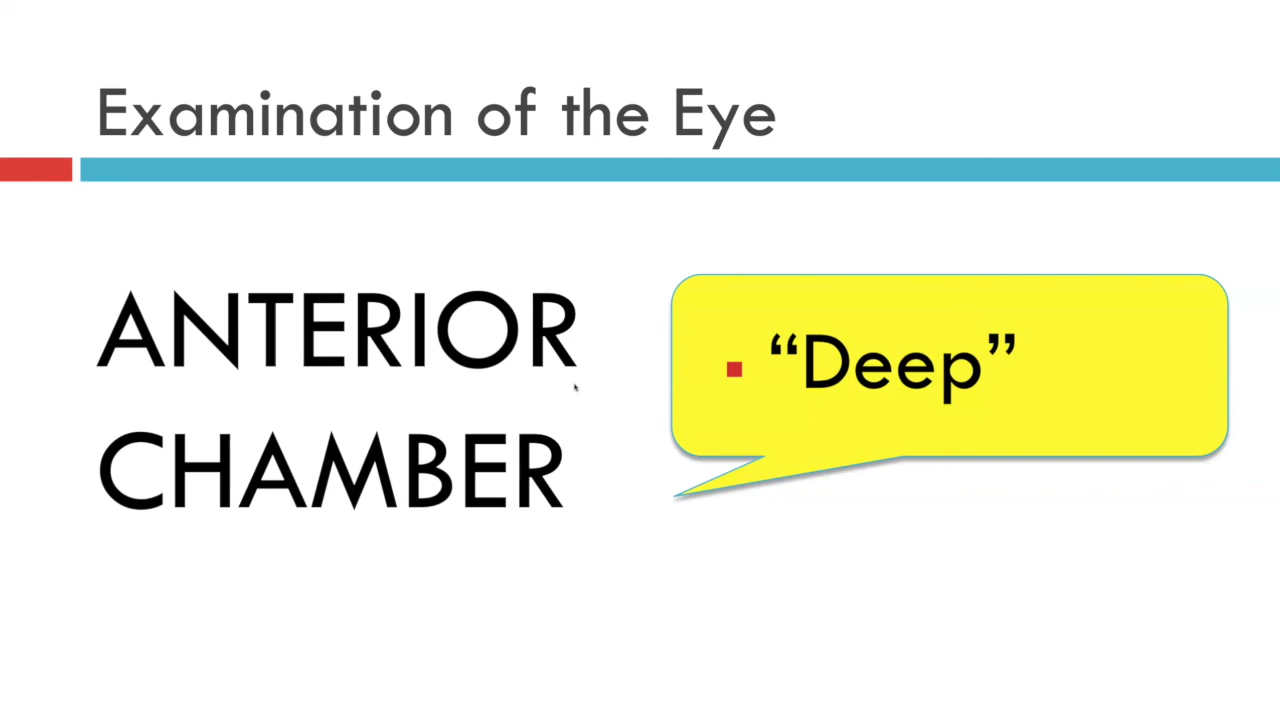 Examination of the Eye
ANTERIOR
CHAMBER
“Deep”